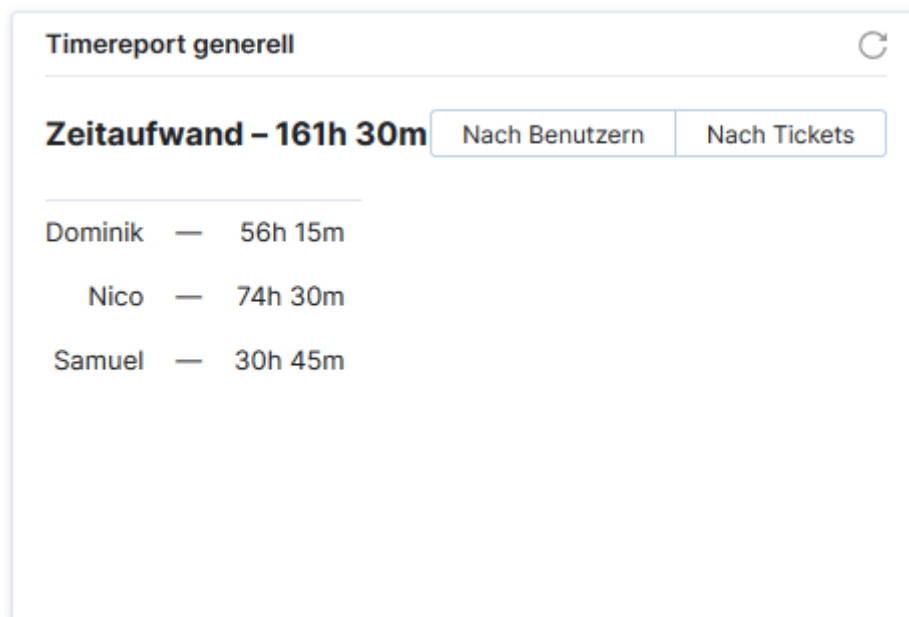 Timereport generell
Zeitaufwand – 161h 30m Nach Benutzern Nach Tickets
Dominik — 56h 15m
Nico — 74h 30m
Samuel — 30h 45m